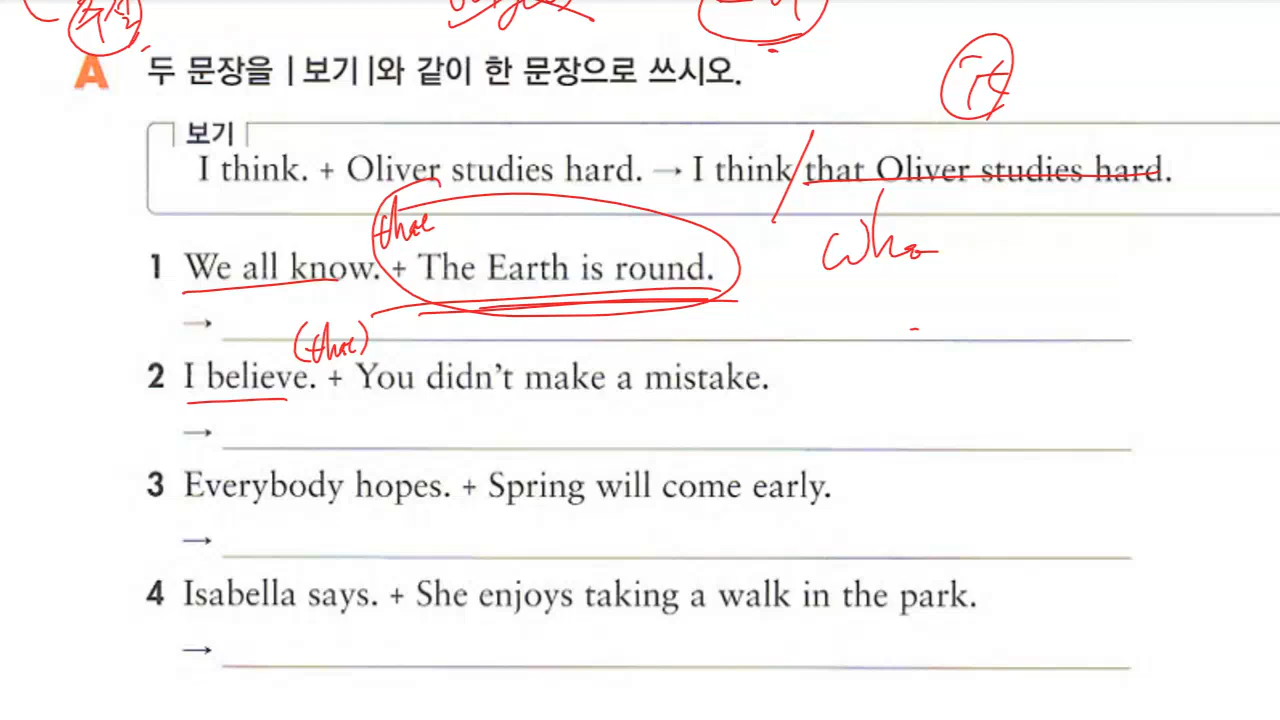 A 두 문장을 | 보기 |와 같이 한 문장으로 쓰시오.
It
보기
I think. + Oliver studies hard. → I think that Oliver studies hard.
that
1 We all know. + The Earth is round.
→
(that)
2 I believe. + You didn't make a mistake.
→
3 Everybody hopes. + Spring will come early.
→
4 Isabella says. + She enjoys taking a walk in the park.
→